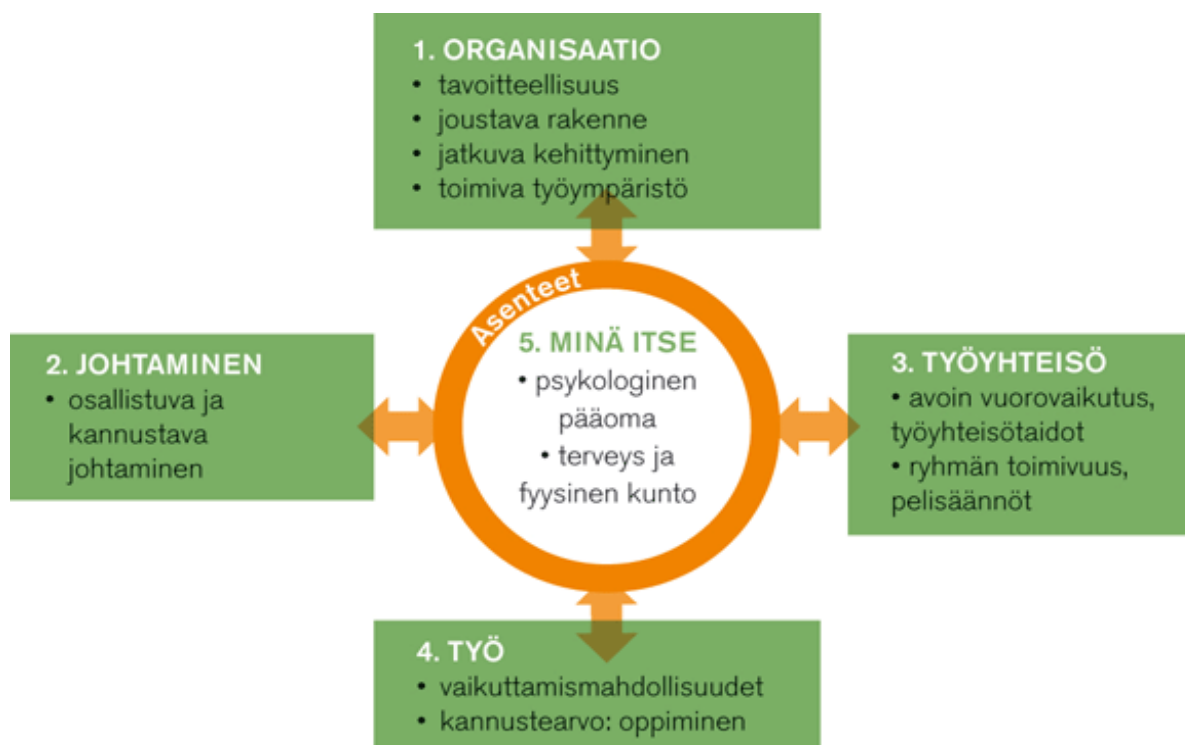 1. ORGANISAATIO
• tavoitteellisuus
• joustava rakenne
• jatkuva kehittyminen
• toimiva työympäristö
Asenteet
2. JOHTAMINEN
• osallistuva ja
kannustava
johtaminen
5. MINÄ ITSE
• psykologinen
pääoma
• terveys ja
fyysinen kunto
3. TYÖYHTEISÖ
• avoin vuorovaikutus,
työyhteisötaidot
• ryhmän toimivuus,
pelisäännöt
4. TYÖ
• vaikuttamismahdollisuudet
• kannustearvo: oppiminen